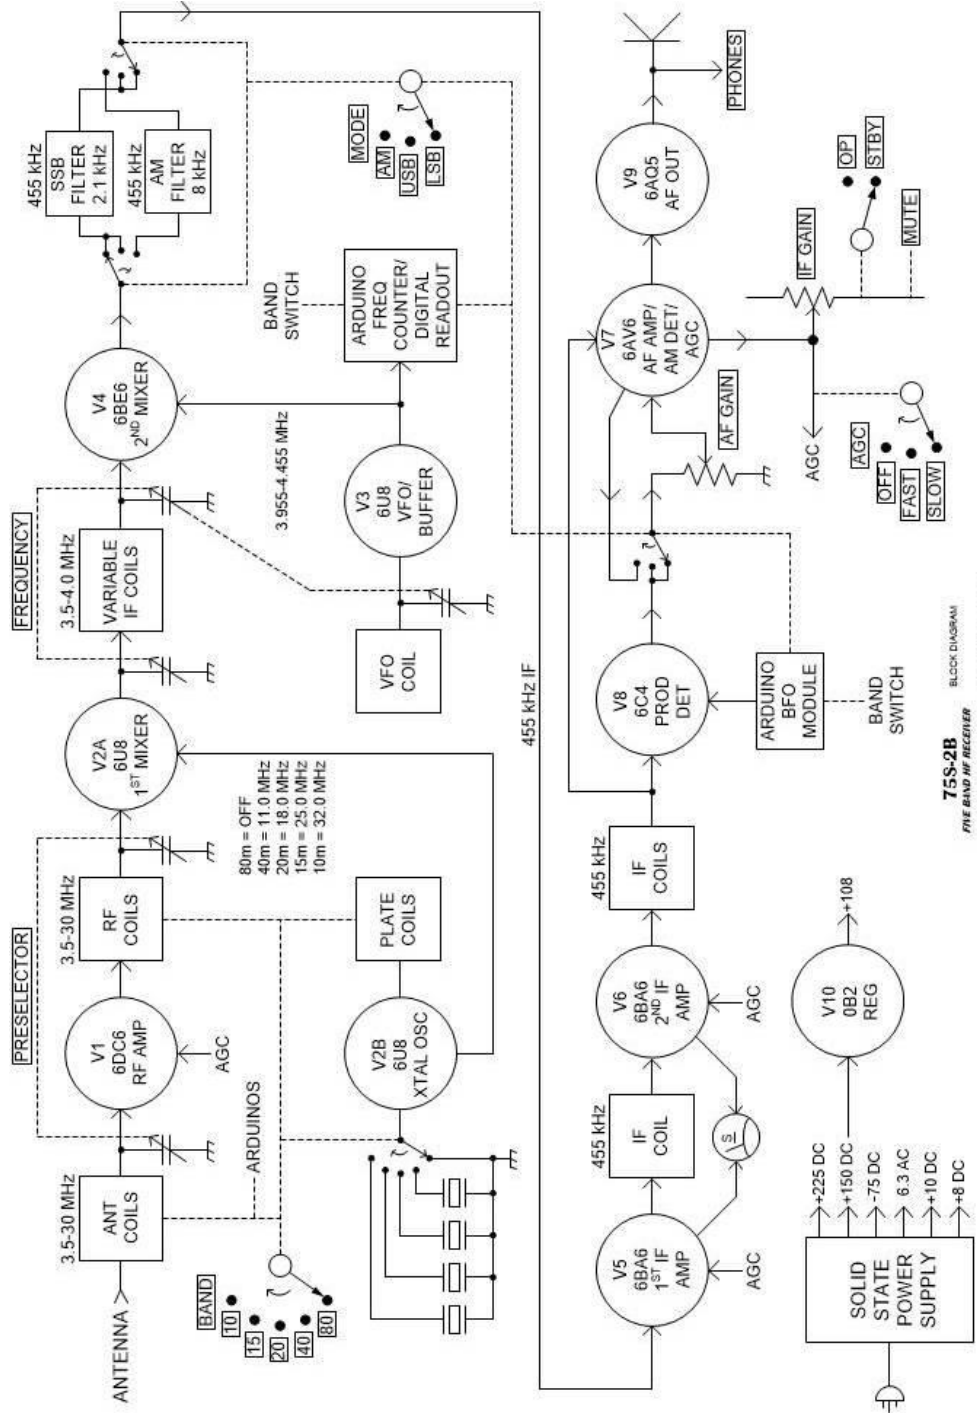 ANTENNA
3.5-30 MHz
ANT
COILS
PRESELECTOR
V1
6DC6
RF AMP
AGC
3.5-30 MHz
RF
COILS
V2A
6U8
1ST MIXER
FREQUENCY
3.5-4.0 MHz
VARIABLE
IF COILS
V4
6BE6
2ND MIXER
455 kHz
SSB
FILTER
2.1 kHz
455 kHz
AM
FILTER
8 kHz
BAND
10
15
20
40
80
ARDUINOS
V2B
6U8
XTAL OSC
PLATE
COILS
80m = OFF
40m = 11.0 MHz
20m = 18.0 MHz
15m = 25.0 MHz
10m = 32.0 MHz
VFO
COIL
V3
6U8
VFO/
BUFFER
3.955-4.455 MHz
BAND
SWITCH
ARDUINO
FREQ
COUNTER/
DIGITAL
READOUT
MODE
AM
USB
LSB
455 kHz IF
V5
6BA6
1ST IF
AMP
AGC
455 kHz
IF
COIL
S
V6
6BA6
2ND IF
AMP
AGC
455 kHz
IF
COILS
V8
6C4
PROD
DET
ARDUINO
BFO
MODULE
BAND
SWITCH
AF GAIN
V7
6AV6
AF AMP/
AM DET/
AGC
V9
6AQ5
AF OUT
PHONES
AGC
AGC
OFF
FAST
SLOW
IF GAIN
OP
STBY
MUTE
SOLID
STATE
POWER
SUPPLY
+225 DC
+150 DC
-75 DC
6.3 AC
+10 DC
+8 DC
V10
0B2
REG
+108
75S-2B
FIVE BAND HF RECEIVER
BLOCK DIAGRAM